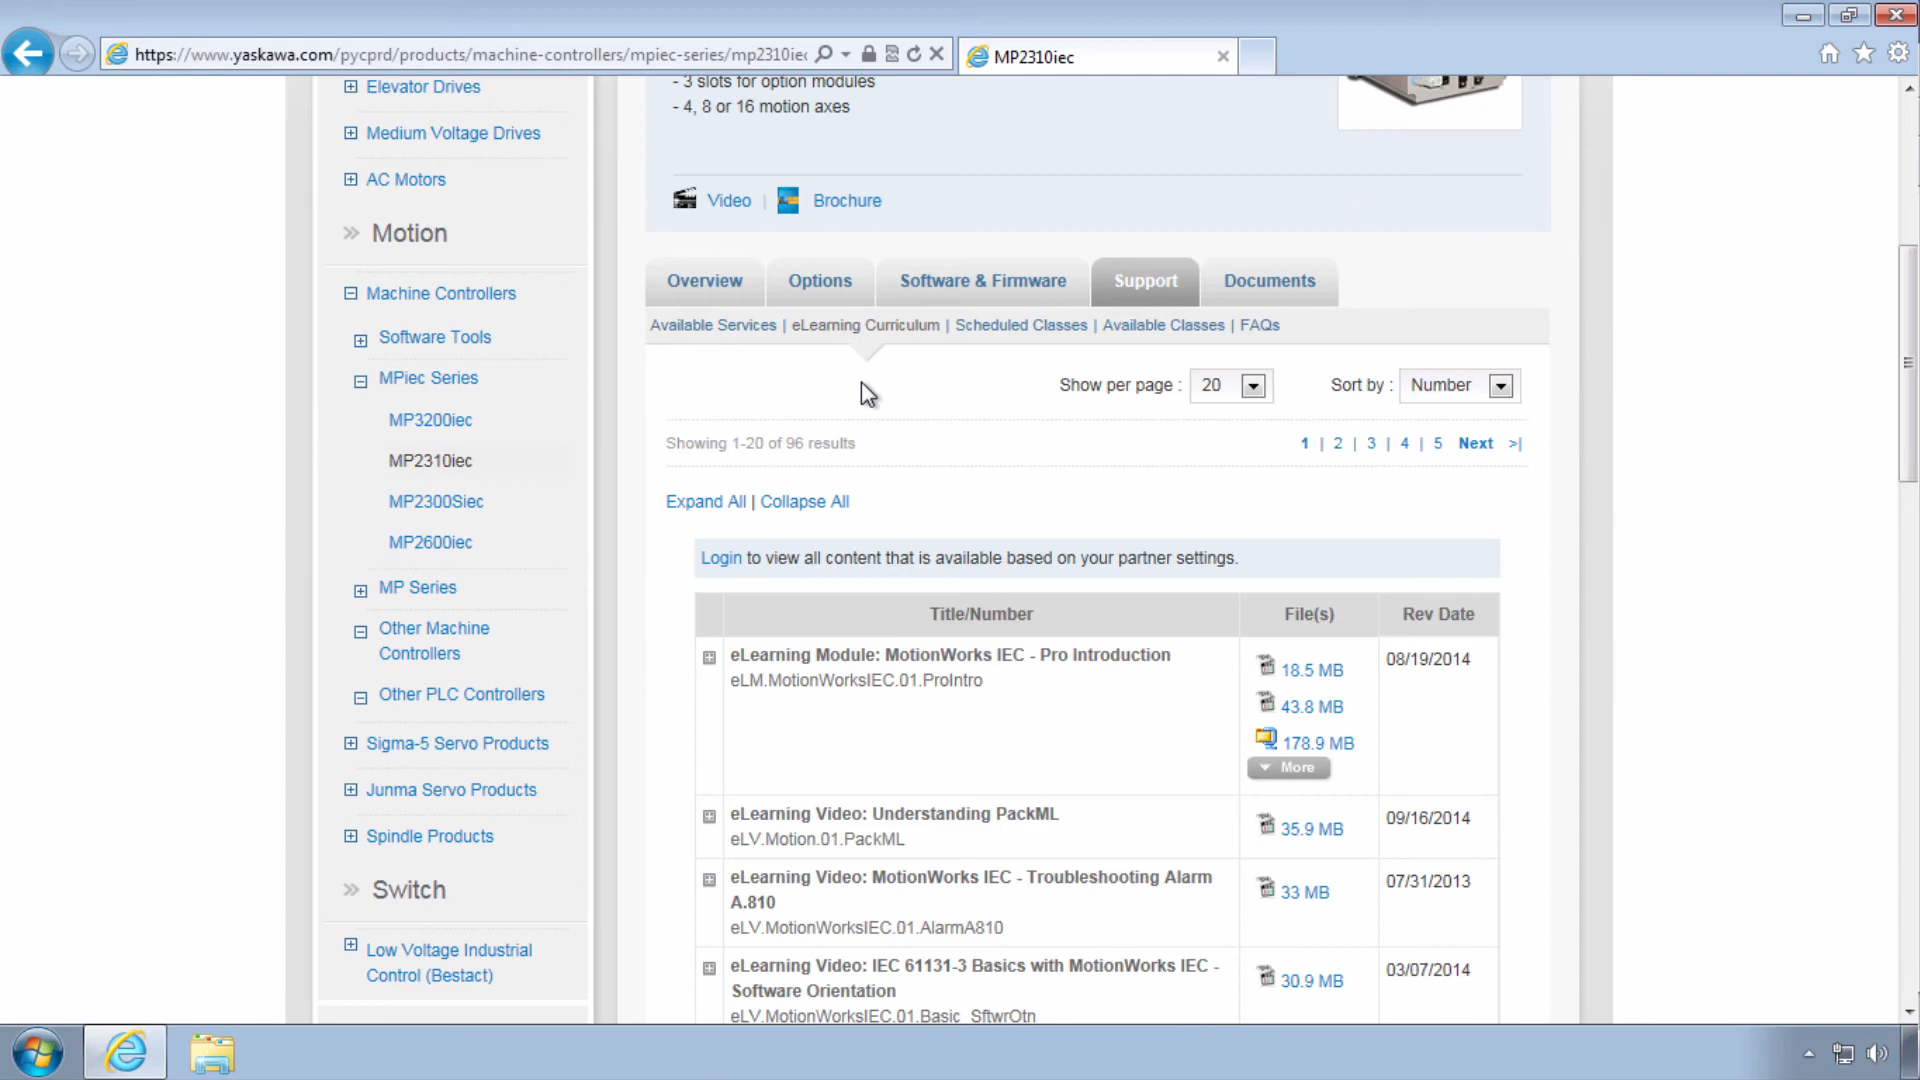 https://www.yaskawa.com/pycprd/products/machine-controllers/mpiec-series/mp2310iec
MP2310iec
Elevator Drives
Medium Voltage Drives
AC Motors
Motion
Machine Controllers
Software Tools
MPiec Series
MP3200iec
MP2310iec
MP2300Siec
MP2600iec
MP Series
Other Machine
Controllers
Other PLC Controllers
Sigma-5 Servo Products
Junma Servo Products
Spindle Products
Switch
Low Voltage Industrial
Control (Bestact)
- 3 slots for option modules
- 4, 8 or 16 motion axes
Video | Brochure
Overview Options Software & Firmware Support Documents
Available Services | eLearning Curriculum | Scheduled Classes | Available Classes | FAQs
Show per page : 20 Sort by : Number
Showing 1-20 of 96 results 1 | 2 | 3 | 4 | 5 Next >|
Expand All | Collapse All
Login to view all content that is available based on your partner settings.
Title/Number File(s) Rev Date
eLearning Module: MotionWorks IEC - Pro Introduction
eLM.MotionWorksIEC.01.ProIntro
18.5 MB
43.8 MB
178.9 MB
More
08/19/2014
eLearning Video: Understanding PackML
eLV.Motion.01.PackML
35.9 MB
09/16/2014
eLearning Video: MotionWorks IEC - Troubleshooting Alarm
A.810
eLV.MotionWorksIEC.01.AlarmA810
33 MB
07/31/2013
eLearning Video: IEC 61131-3 Basics with MotionWorks IEC -
Software Orientation
eLV.MotionWorksIEC.01.Basic_SftwrOtn
30.9 MB
03/07/2014